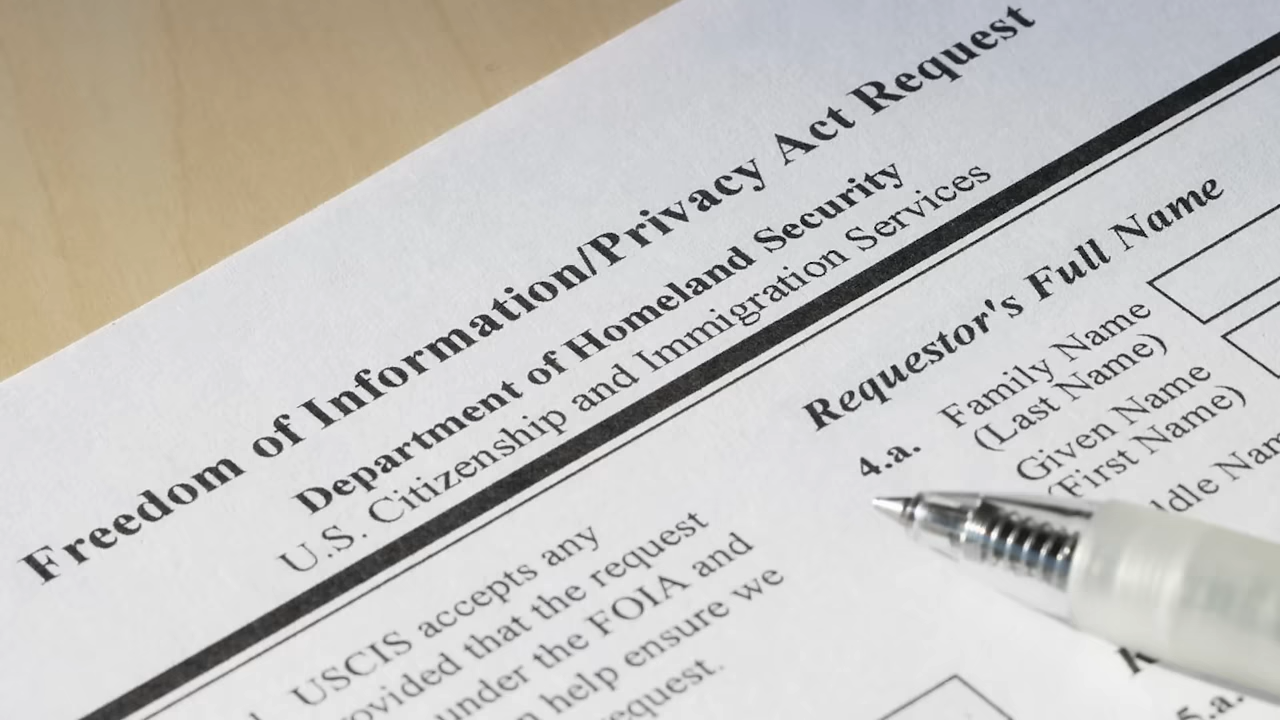 Freedom of Information/Privacy Act Request
Department of Homeland Security
U.S. Citizenship and Immigration Services
USCIS accepts any
provided that the request
under the FOIA and
help ensure we
request.
Requestor's Full Name
4.a.
Family Name
(Last Name)
Given Name
(First Name)
Name
5.a.